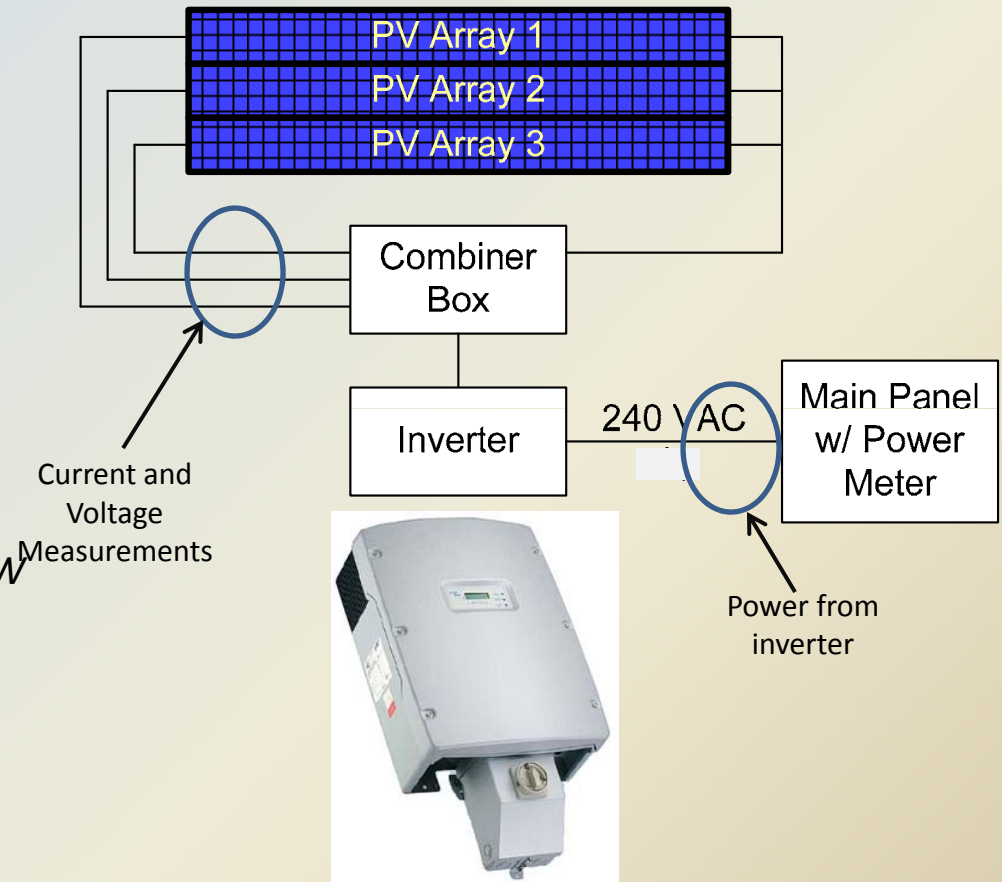 PV Array 1
PV Array 2
PV Array 3
Combiner
Box
Inverter
240 VAC
Main Panel
w/ Power
Meter
Current and
Voltage
Measurements
W
Power from
inverter